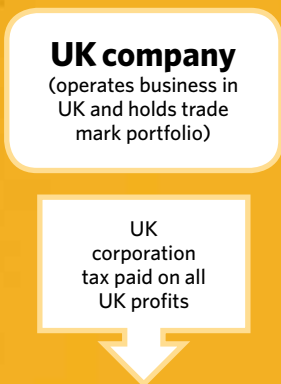 UK company
(operates business in
UK and holds trade
mark portfolio)
UK
corporation
tax paid on all
UK profits